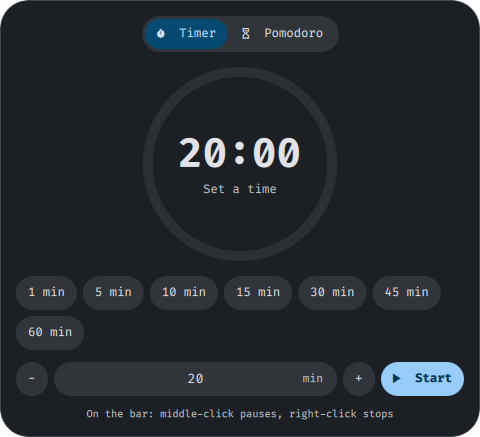 Timer Pomodoro
20:00
Set a time
1 min 5 min 10 min 15 min 30 min 45 min
60 min
- 20 min + Start
On the bar: middle-click pauses, right-click stops